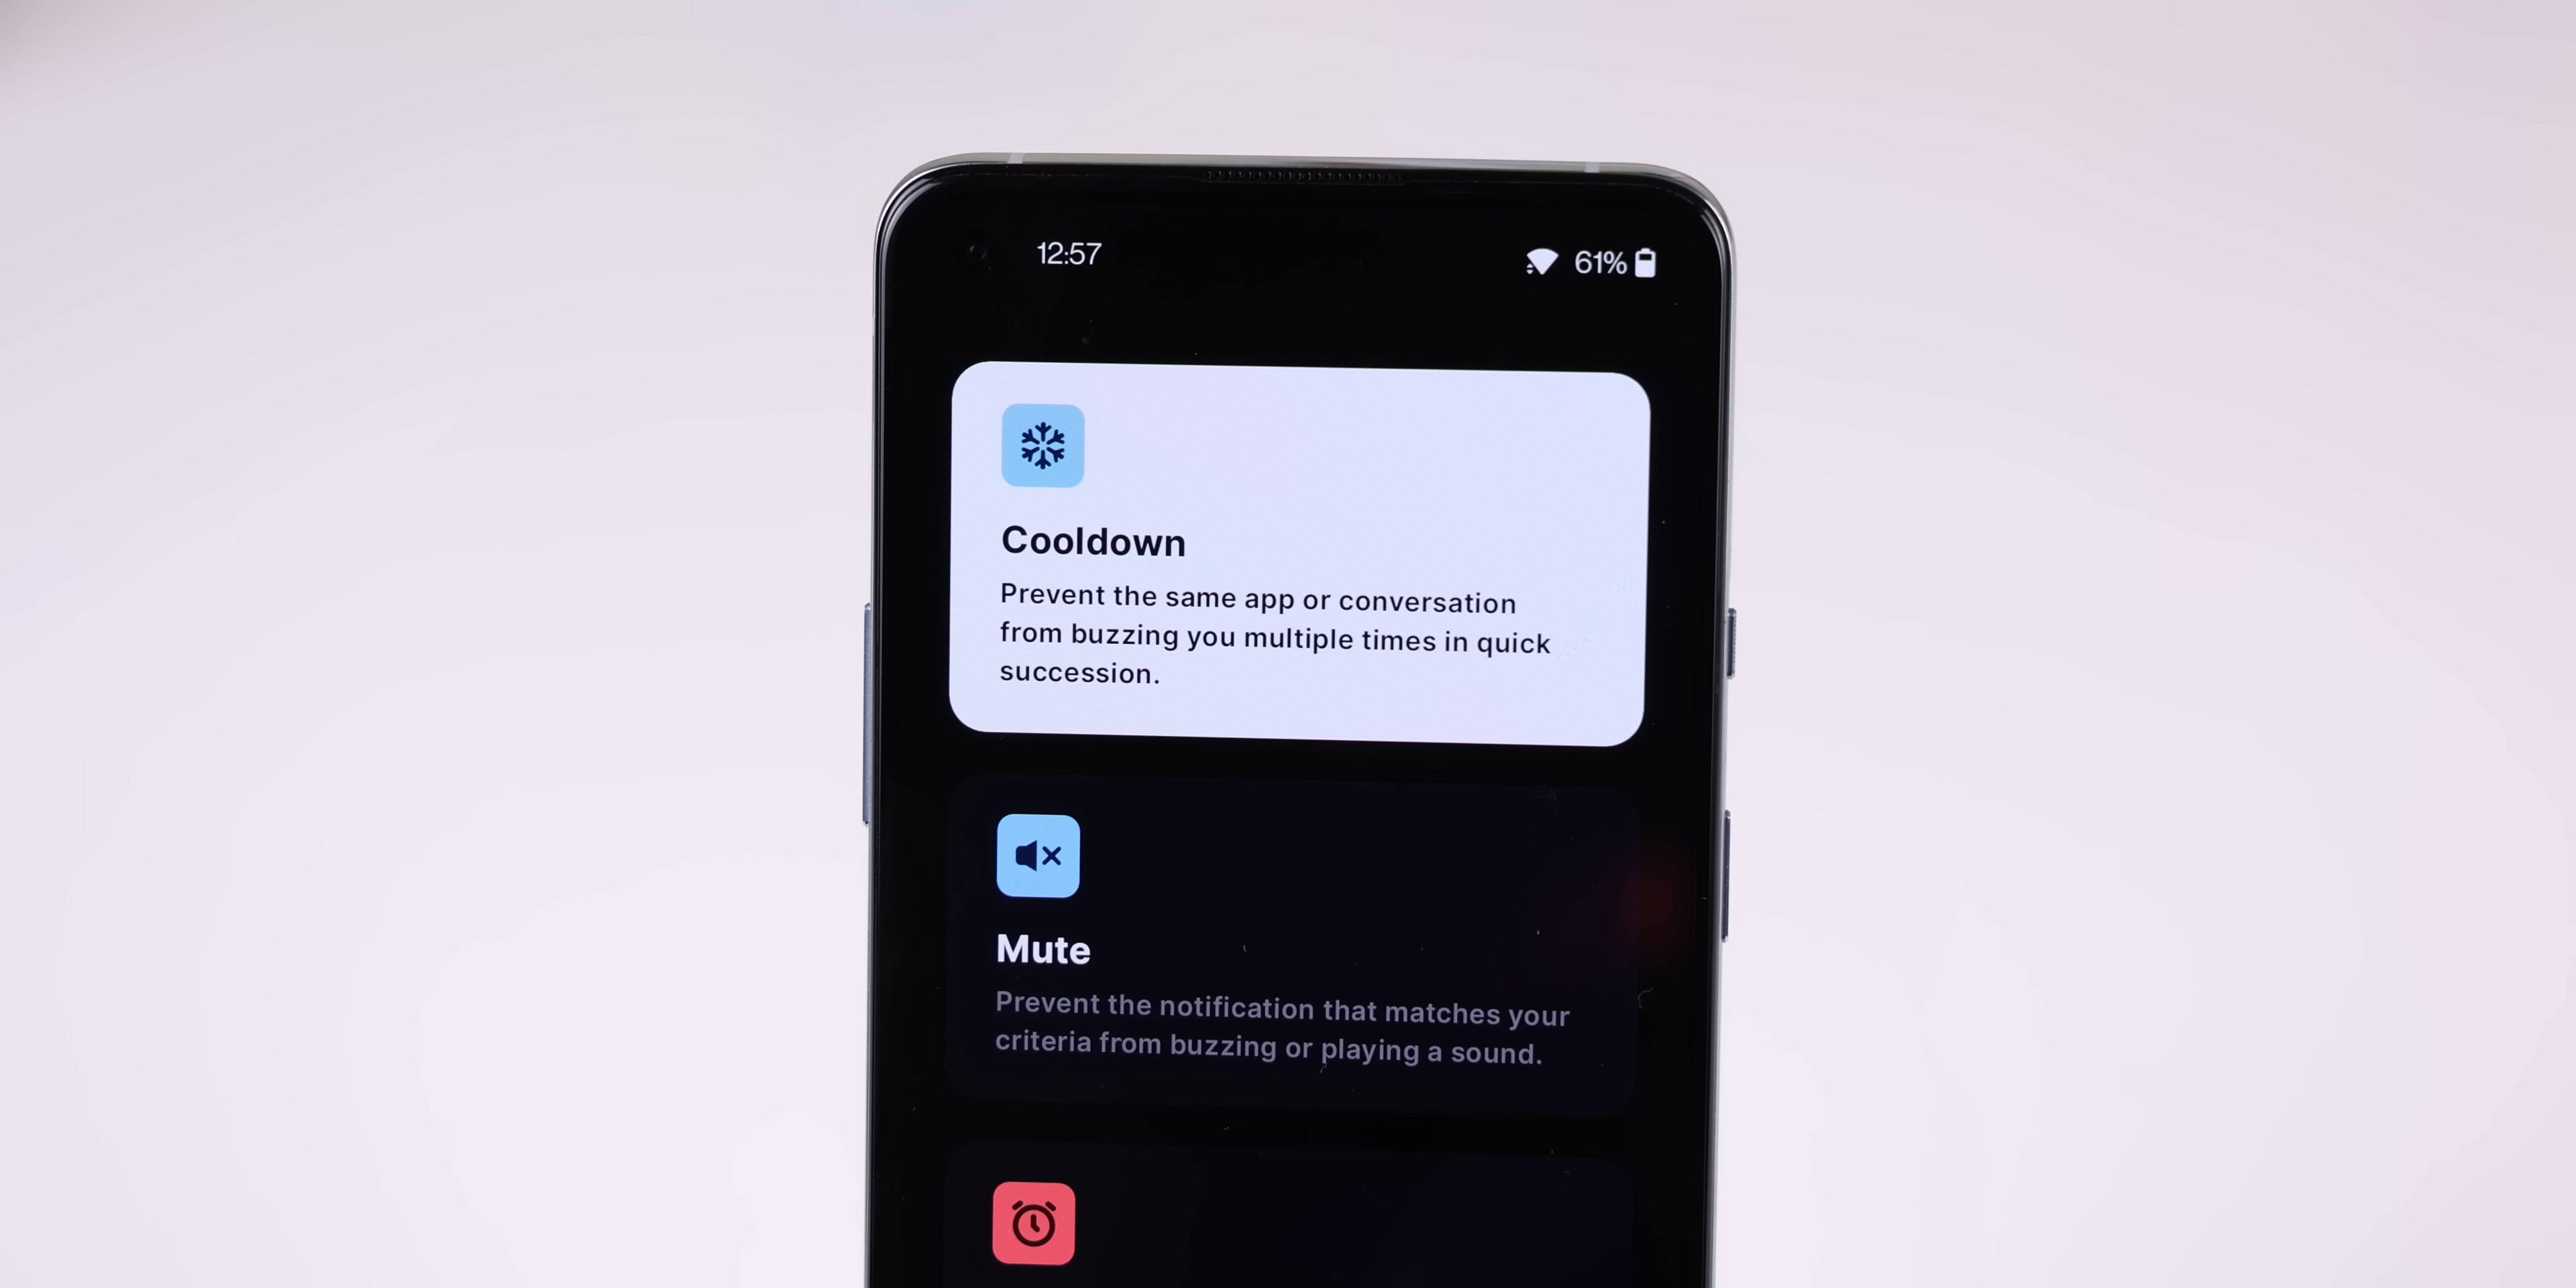 12:57
61%
Cooldown
Prevent the same app or conversation
from buzzing you multiple times in quick
succession.
Mute
Prevent the notification that matches your
criteria from buzzing or playing a sound.